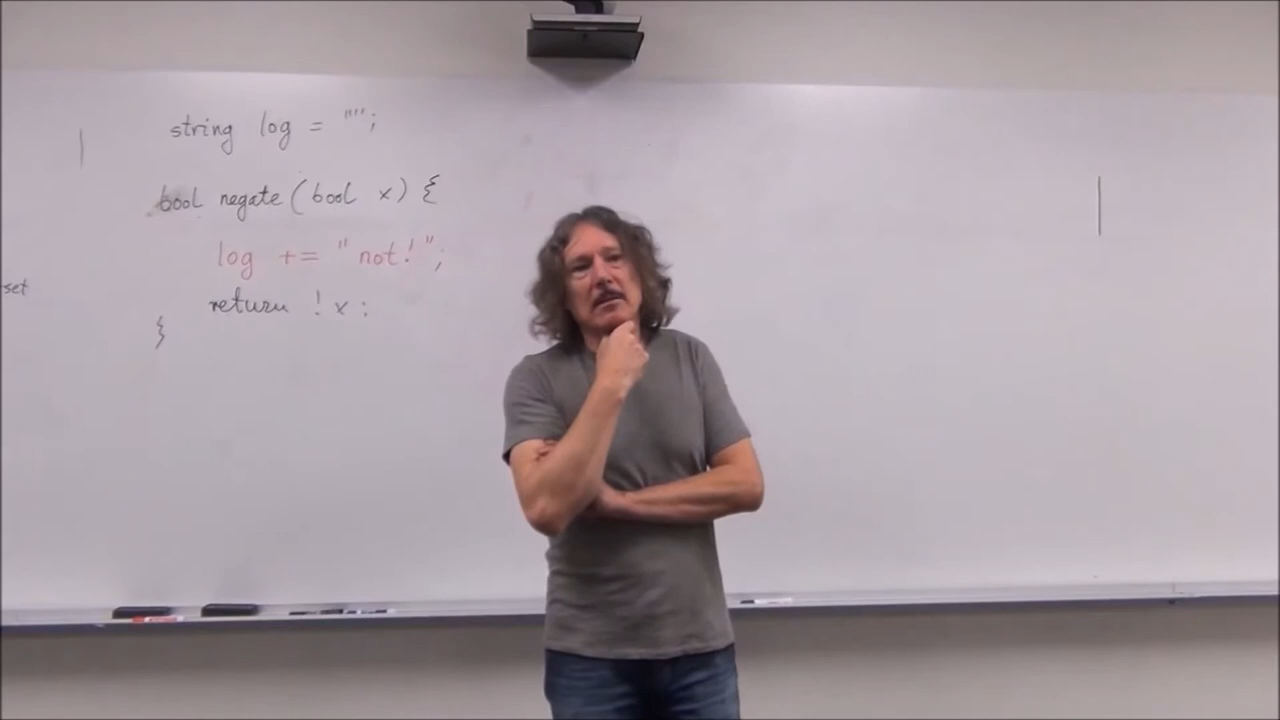 string log = "";
bool negate (bool x) {
log += "not!";
return !x :
}
set